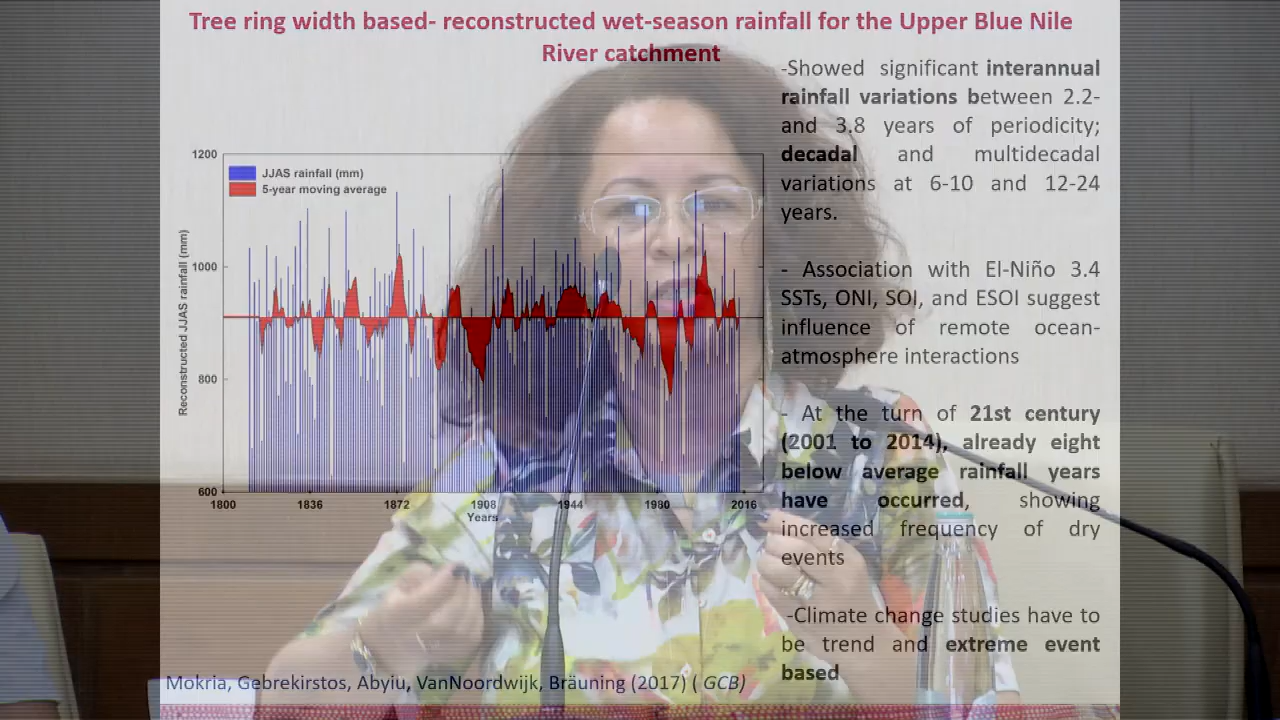 Tree ring width based- reconstructed wet-season rainfall for the Upper Blue Nile
River catchment
1200
1000
800
600
Reconstructed JJAS rainfall (mm)
JJAS rainfall (mm)
5-year moving average
1800 1836 1872 1908 1944 1980 2016
Years
-Showed significant interannual
rainfall variations between 2.2-
and 3.8 years of periodicity;
decadal and multidecadal
variations at 6-10 and 12-24
years.
- Association with El-Niño 3.4
SSTs, ONI, SOI, and ESOI suggest
influence of remote ocean-
atmosphere interactions
- At the turn of 21st century
(2001 to 2014), already eight
below average rainfall years
have occurred, showing
increased frequency of dry
events
-Climate change studies have to
be trend and extreme event
based
Mokria, Gebrekirstos, Abyiu, VanNoordwijk, Bräuning (2017) ( GCB)